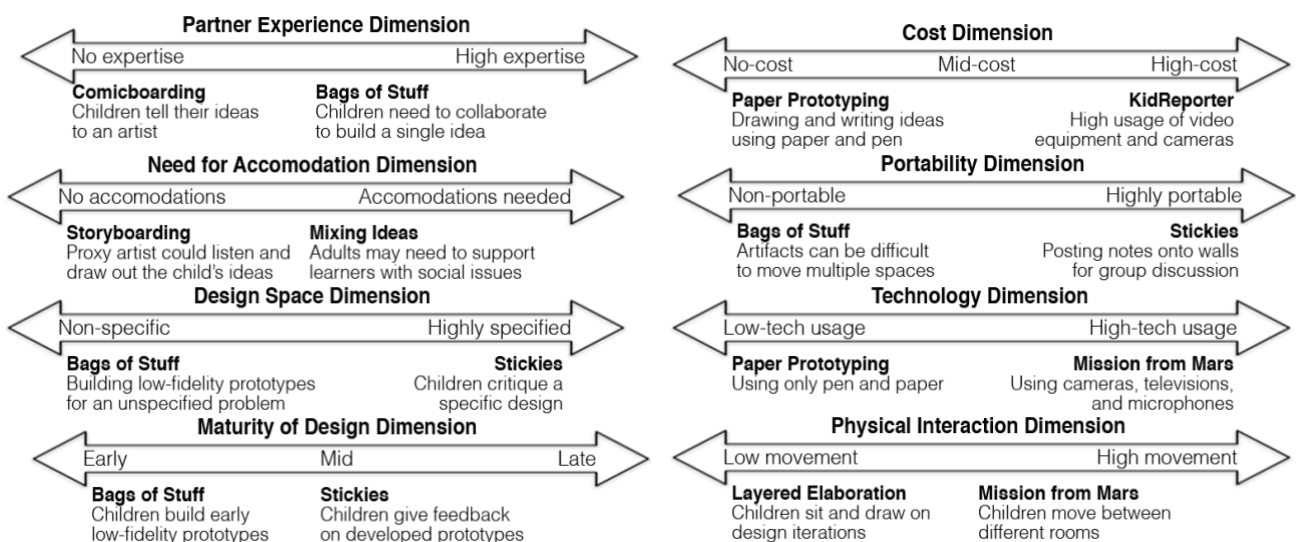 Partner Experience Dimension
No expertise High expertise
Comicboarding Bags of Stuff
Children tell their ideas Children need to collaborate
to an artist to build a single idea
Need for Accomodation Dimension
No accomodations Accomodations needed
Storyboarding Mixing Ideas
Proxy artist could listen and Adults may need to support
draw out the child's ideas learners with social issues
Design Space Dimension
Non-specific Highly specified
Bags of Stuff Stickies
Building low-fidelity prototypes Children critique a
for an unspecified problem specific design
Maturity of Design Dimension
Early Mid Late
Bags of Stuff Stickies
Children build early Children give feedback
low-fidelity prototypes on developed prototypes
Cost Dimension
No-cost Mid-cost High-cost
Paper Prototyping KidReporter
Drawing and writing ideas High usage of video
using paper and pen equipment and cameras
Portability Dimension
Non-portable Highly portable
Bags of Stuff Stickies
Artifacts can be difficult Posting notes onto walls
to move multiple spaces for group discussion
Technology Dimension
Low-tech usage High-tech usage
Paper Prototyping Mission from Mars
Using only pen and paper Using cameras, televisions,
and microphones
Physical Interaction Dimension
Low movement High movement
Layered Elaboration Mission from Mars
Children sit and draw on Children move between
design iterations different rooms